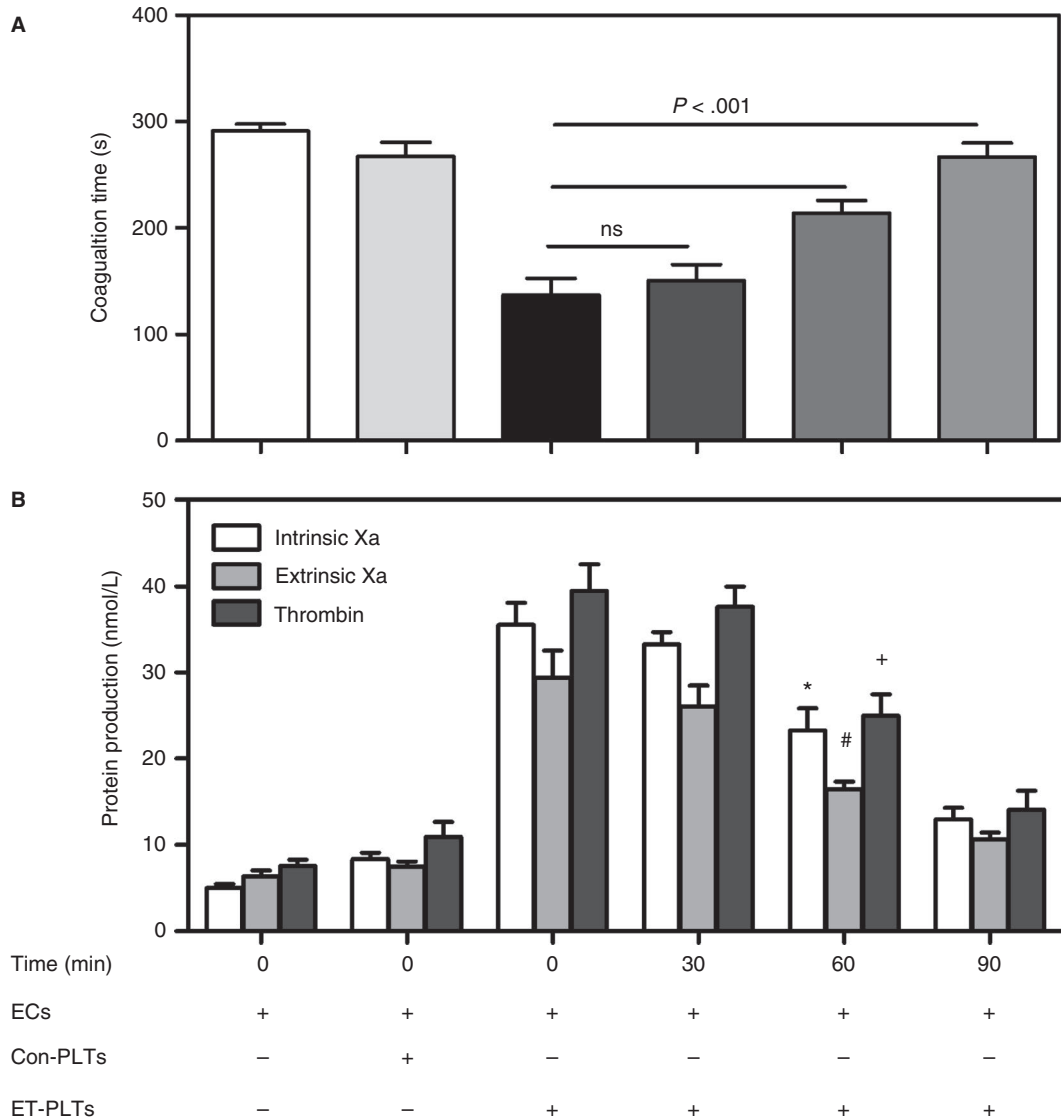 A
400
300
200
100
0
Coagualtion time (s)
P < .001
ns
B
50
40
30
20
10
0
Protein production (nmol/L)
Intrinsic Xa
Extrinsic Xa
Thrombin
*
#
+
Time (min) 0 0 0 30 60 90
ECs + + + + + +
Con-PLTs – + – – – –
ET-PLTs – – + + + +